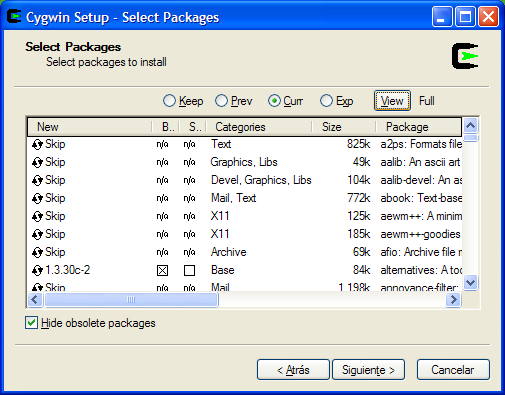 Cygwin Setup - Select Packages
Select Packages
Select packages to install
Keep Prev Curr Exp View Full
New B.. S.. Categories Size Package
Skip n/a n/a Text 825k a2ps: Formats file
Skip n/a n/a Graphics, Libs 49k aalib: An ascii art
Skip n/a n/a Devel, Graphics, Libs 104k aalib-devel: An as
Skip n/a n/a Mail, Text 772k abook: Text-base
Skip n/a n/a X11 125k aewm++: A minim
Skip n/a n/a X11 185k aewm++-goodies
Skip n/a n/a Archive 69k afio: Archive file r
1.3.30c-2 Base 84k alternatives: A too
Skip n/a n/a Mail 1,198k annoyance-filter:
Hide obsolete packages
< Atrás Siguiente > Cancelar